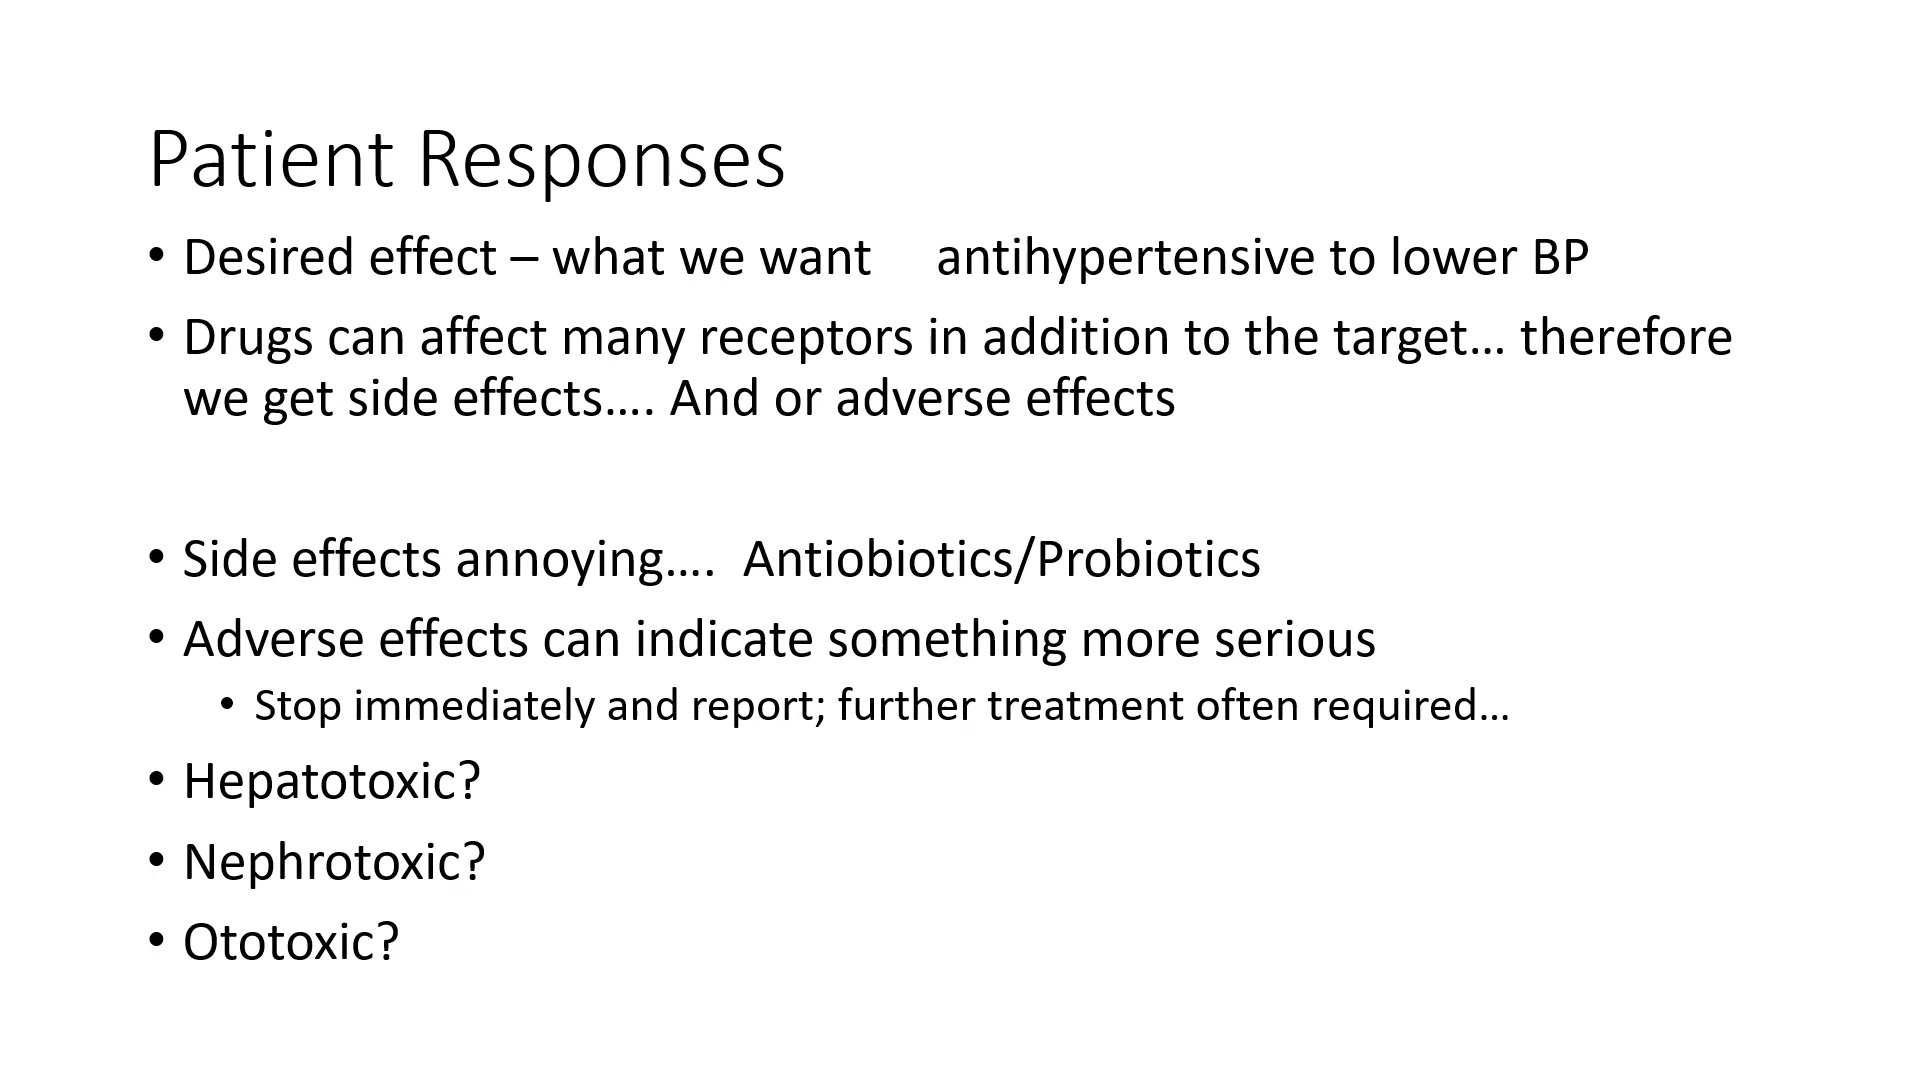 Patient Responses
• Desired effect – what we want antihypertensive to lower BP
• Drugs can affect many receptors in addition to the target… therefore
we get side effects…. And or adverse effects
• Side effects annoying…. Antiobiotics/Probiotics
• Adverse effects can indicate something more serious
• Stop immediately and report; further treatment often required…
• Hepatotoxic?
• Nephrotoxic?
• Ototoxic?